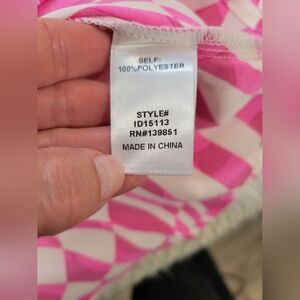 SELF:
100%POLYESTER
STYLE#
ID15113
RN#139851
MADE IN CHINA